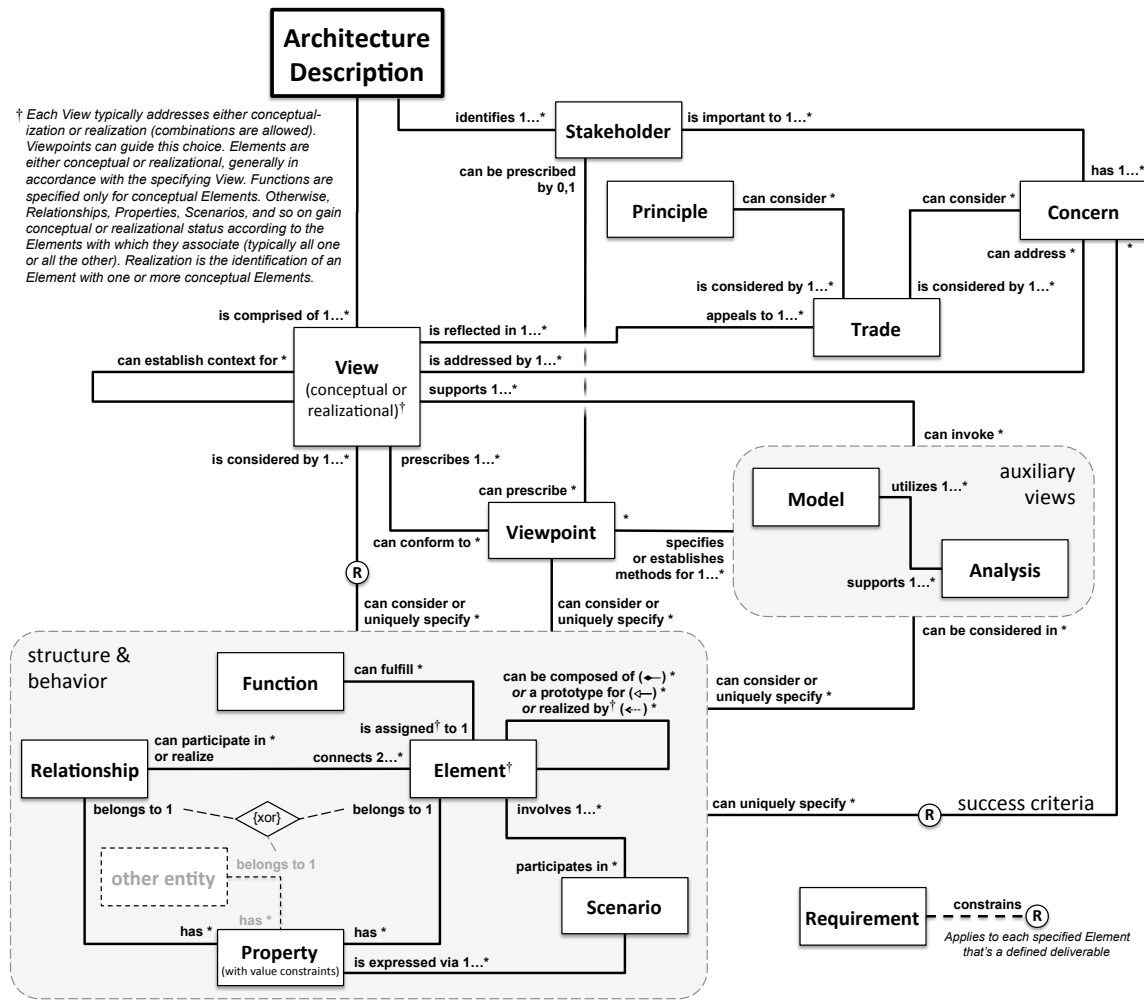 Architecture
Description
† Each View typically addresses either conceptual-
ization or realization (combinations are allowed).
Viewpoints can guide this choice. Elements are
either conceptual or realizational, generally in
accordance with the specifying View. Functions are
specified only for conceptual Elements. Otherwise,
Relationships, Properties, Scenarios, and so on gain
conceptual or realizational status according to the
Elements with which they associate (typically all one
or all the other). Realization is the identification of an
Element with one or more conceptual Elements.
identifies 1…*
Stakeholder
is important to 1…*
can be prescribed
by 0,1
has 1…*
Principle
can consider *
can consider *
Concern
can address *
*
is considered by 1…*
is considered by 1…*
is comprised of 1…*
is reflected in 1…*
appeals to 1…*
Trade
can establish context for *
View
(conceptual or
realizational)†
is addressed by 1…*
supports 1…*
can invoke *
is considered by 1…*
prescribes 1…*
auxiliary
views
Model
utilizes 1…*
can prescribe *
Viewpoint
*
can conform to *
specifies
or establishes
methods for 1…*
Analysis
supports 1…*
R
can consider or
uniquely specify *
can consider or
uniquely specify *
can be considered in *
structure &
behavior
Function
can fulfill *
can be composed of (◆–) *
or a prototype for (◁–) *
or realized by† (<--) *
can consider or
uniquely specify *
is assigned† to 1
can participate in *
or realize
Relationship
connects 2…*
Element†
belongs to 1
{xor}
belongs to 1
involves 1…*
can uniquely specify *
R
success criteria
belongs to 1
other entity
participates in *
Scenario
has *
has *
has *
Property
(with value constraints)
is expressed via 1…*
Requirement
constrains
R
Applies to each specified Element
that's a defined deliverable